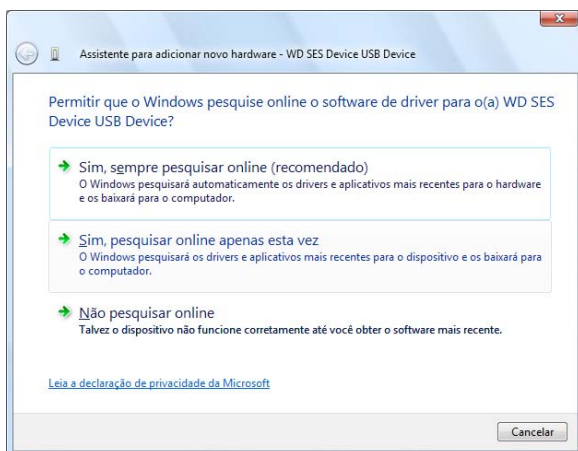 Assistente para adicionar novo hardware - WD SES Device USB Device
Permitir que o Windows pesquise online o software de driver para o(a) WD SES
Device USB Device?
Sim, sempre pesquisar online (recomendado)
O Windows pesquisará automaticamente os drivers e aplicativos mais recentes para o hardware
e os baixará para o computador.
Sim, pesquisar online apenas esta vez
O Windows pesquisará os drivers e aplicativos mais recentes para o dispositivo e os baixará para
o computador.
Não pesquisar online
Talvez o dispositivo não funcione corretamente até você obter o software mais recente.
Leia a declaração de privacidade da Microsoft
Cancelar